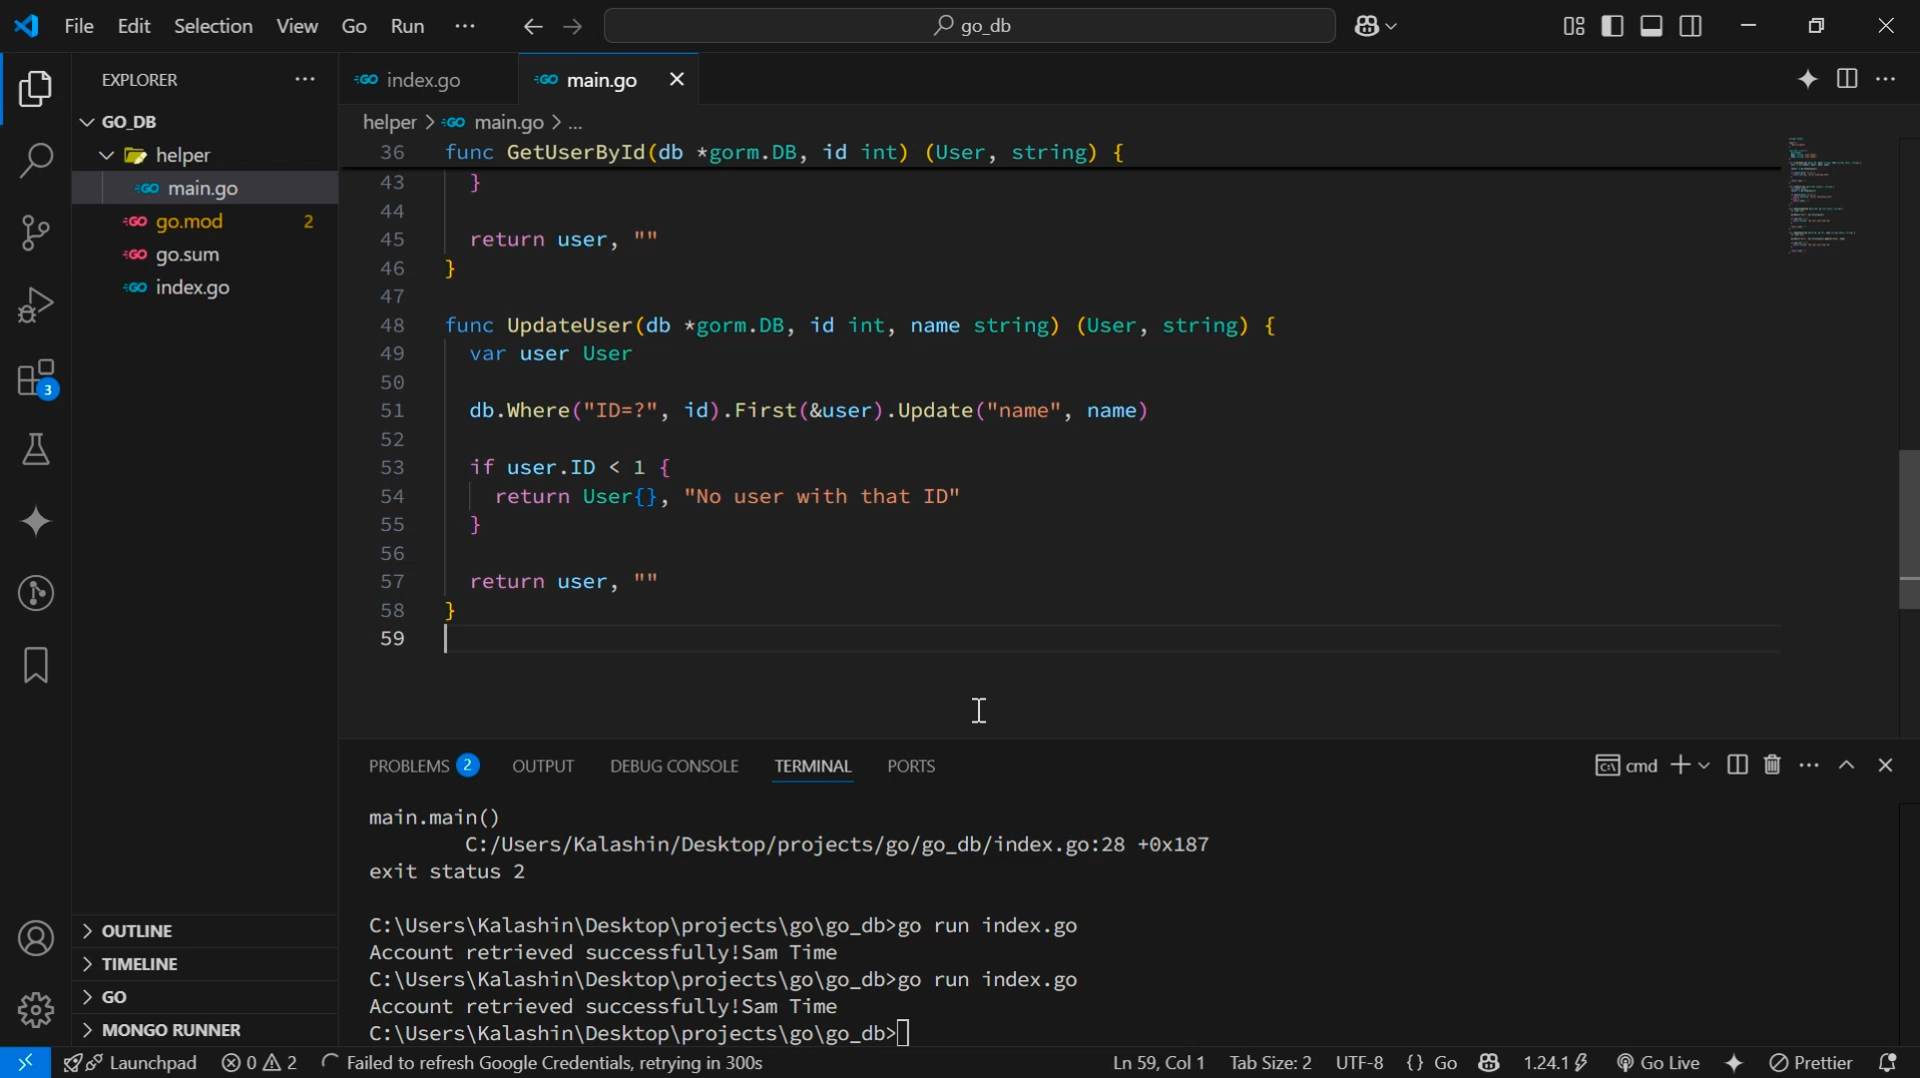 File Edit Selection View Go Run ··· go_db
EXPLORER ···
GO_DB
helper
main.go
go.mod 2
go.sum
index.go
OUTLINE
TIMELINE
GO
MONGO RUNNER
index.go main.go
helper > main.go > ...
36 func GetUserById(db *gorm.DB, id int) (User, string) {
43 }
44
45 return user, ""
46 }
47
48 func UpdateUser(db *gorm.DB, id int, name string) (User, string) {
49 var user User
50
51 db.Where("ID=?", id).First(&user).Update("name", name)
52
53 if user.ID < 1 {
54 return User{}, "No user with that ID"
55 }
56
57 return user, ""
58 }
59
3
PROBLEMS 2 OUTPUT DEBUG CONSOLE TERMINAL PORTS cmd
main.main()
C:/Users/Kalashin/Desktop/projects/go/go_db/index.go:28 +0x187
exit status 2
C:\Users\Kalashin\Desktop\projects\go\go_db>go run index.go
Account retrieved successfully!Sam Time
C:\Users\Kalashin\Desktop\projects\go\go_db>go run index.go
Account retrieved successfully!Sam Time
C:\Users\Kalashin\Desktop\projects\go\go_db>
Launchpad 0 2 Failed to refresh Google Credentials, retrying in 300s Ln 59, Col 1 Tab Size: 2 UTF-8 {} Go 1.24.1 Go Live Prettier